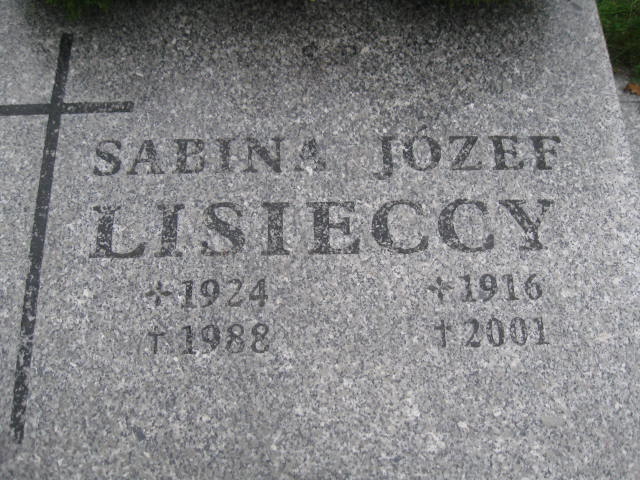 SABINA JÓZEF
LISIECCY
✢1924 ✢1916
†1988 †2001